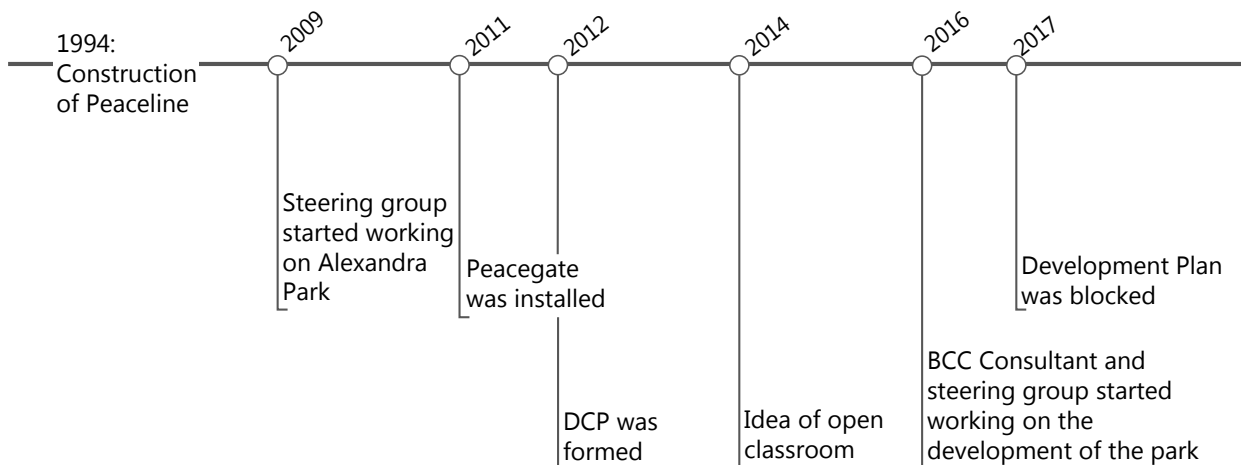 1994:
Construction
of Peaceline
2009
2011
2012
2014
2016
2017
Steering group
started working
on Alexandra
Park
Peacegate
was installed
DCP was
formed
Idea of open
classroom
BCC Consultant and
steering group started
working on the
development of the park
Development Plan
was blocked